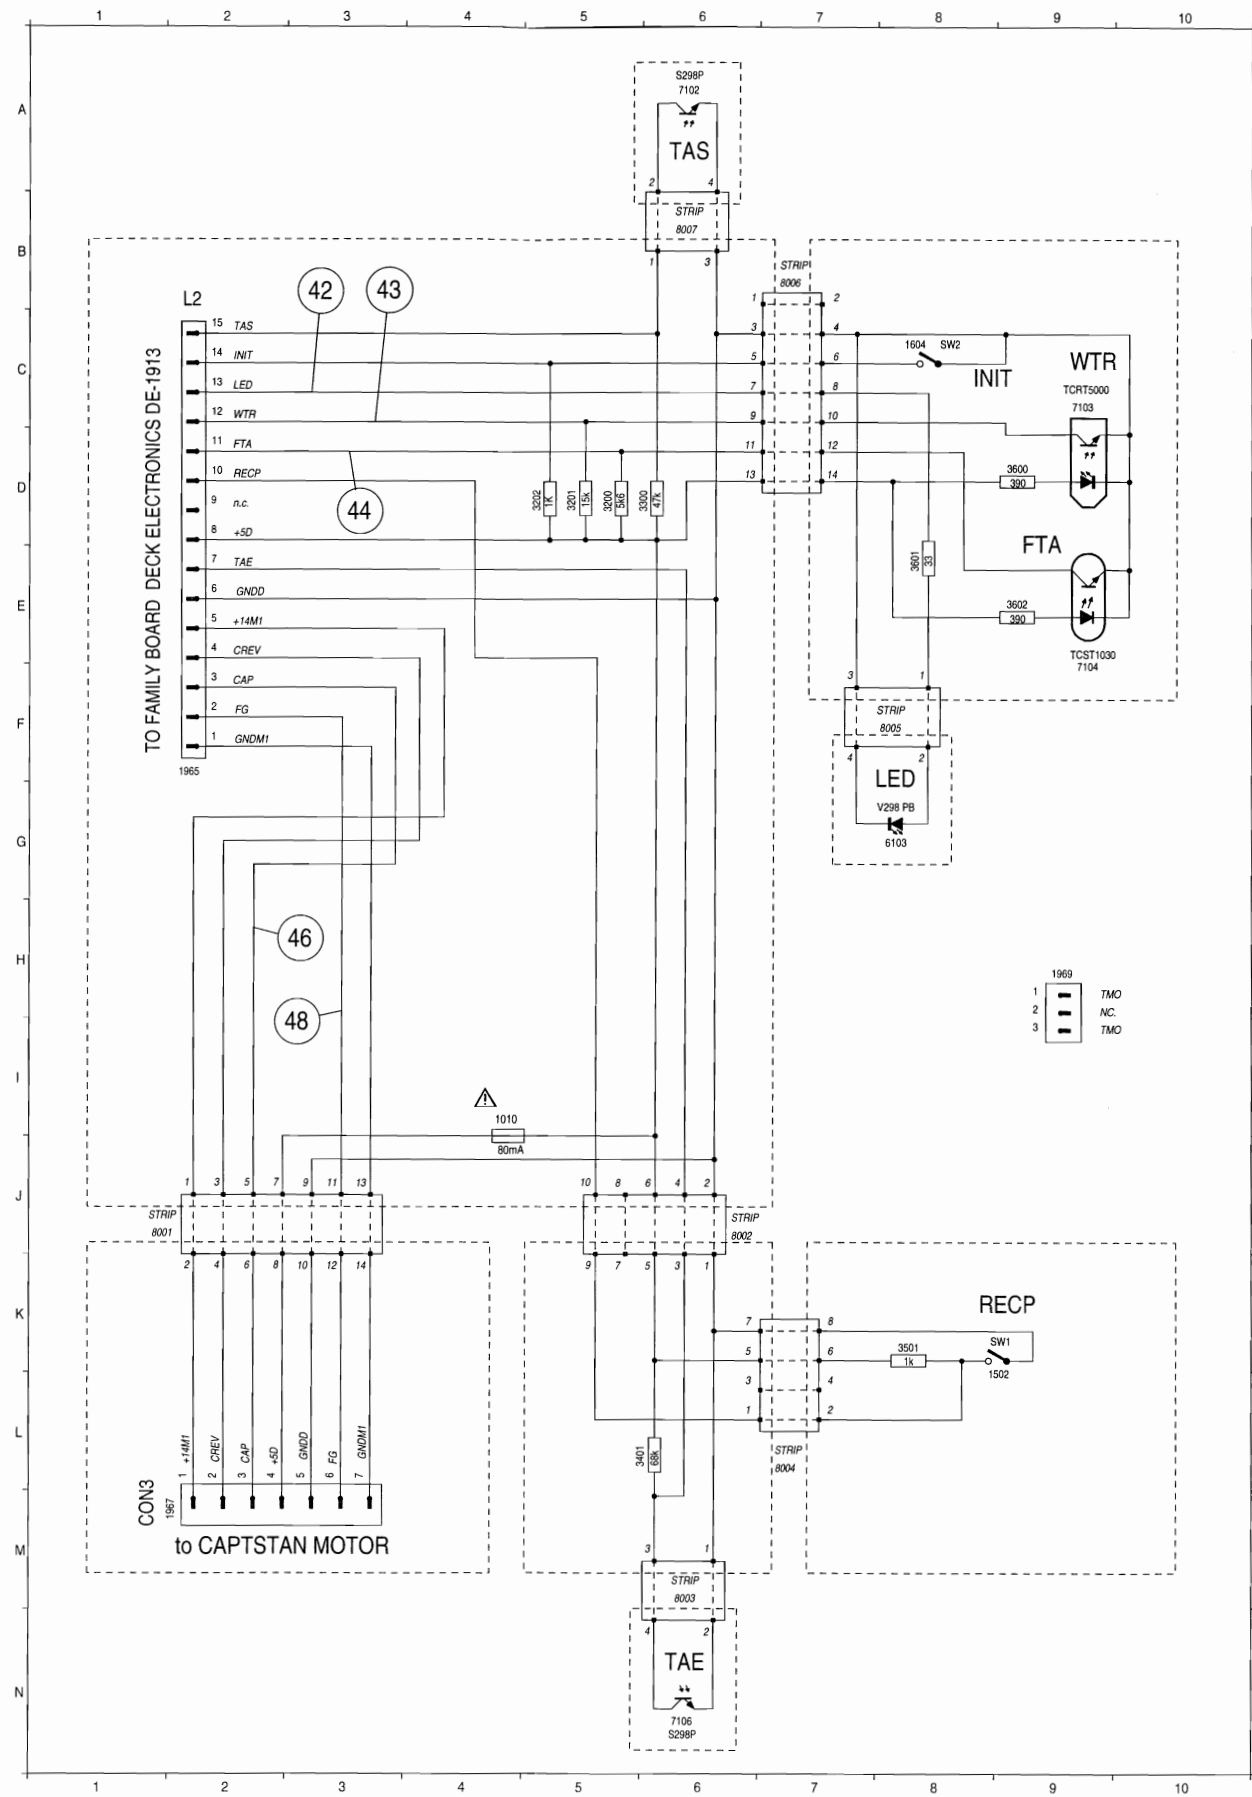 1 2 3 4 5 6 7 8 9 10
A
S298P
7102
TAS
2 4
STRIP
8007
B
1 3
STRIP
8006
L2
42
43
1 2
15 TAS
3 4
14 INIT
5 6
1604 SW2
INIT
WTR
C
13 LED
7 8
TCRT5000
7103
12 WTR
9 10
11 FTA
11 12
10 RECP
13 14
3600
390
D
9 n.c.
44
3202
1K
3201
15k
3200
5k6
3300
47k
8 +5D
FTA
7 TAE
3601
33
6 GNDD
E
3602
390
5 +14M1
4 CREV
TCST1030
7104
3 CAP
3 1
2 FG
STRIP
8005
F
1 GNDM1
4 2
1965
TO FAMILY BOARD DECK ELECTRONICS DE-1913
LED
V298 PB
6103
G
46
H
1969
1 TMO
2 NC.
3 TMO
48
I
1010
80mA
1 3 5 7 9 11 13
10 8 6 4 2
J
STRIP
8001
STRIP
8002
2 4 6 8 10 12 14
9 7 5 3 1
K
RECP
7 8
SW1
5 6
3501
1k
1502
3 4
1 2
L
STRIP
8004
3401
68k
1 +14M1
2 CREV
3 CAP
4 +5D
5 GNDD
6 FG
7 GNDM1
CON3
1967
to CAPTSTAN MOTOR
M
3 1
STRIP
8003
4 2
TAE
N
7106
S298P
1 2 3 4 5 6 7 8 9 10